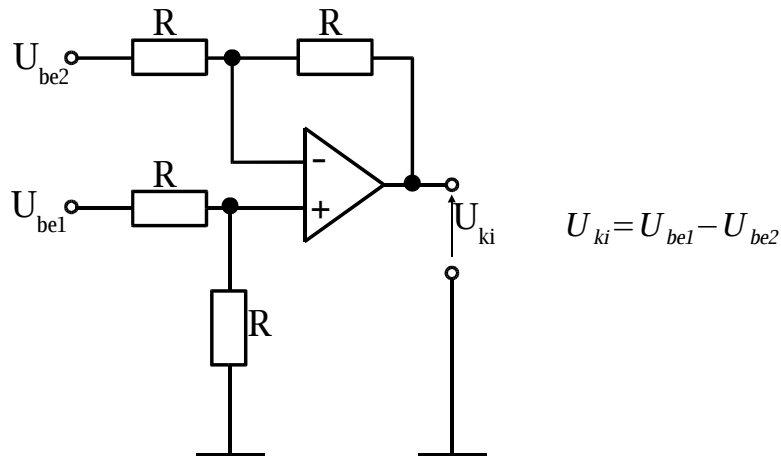 R
R
U_be2
-
R
U_be1
+
U_ki
U_ki = U_be1 − U_be2
R